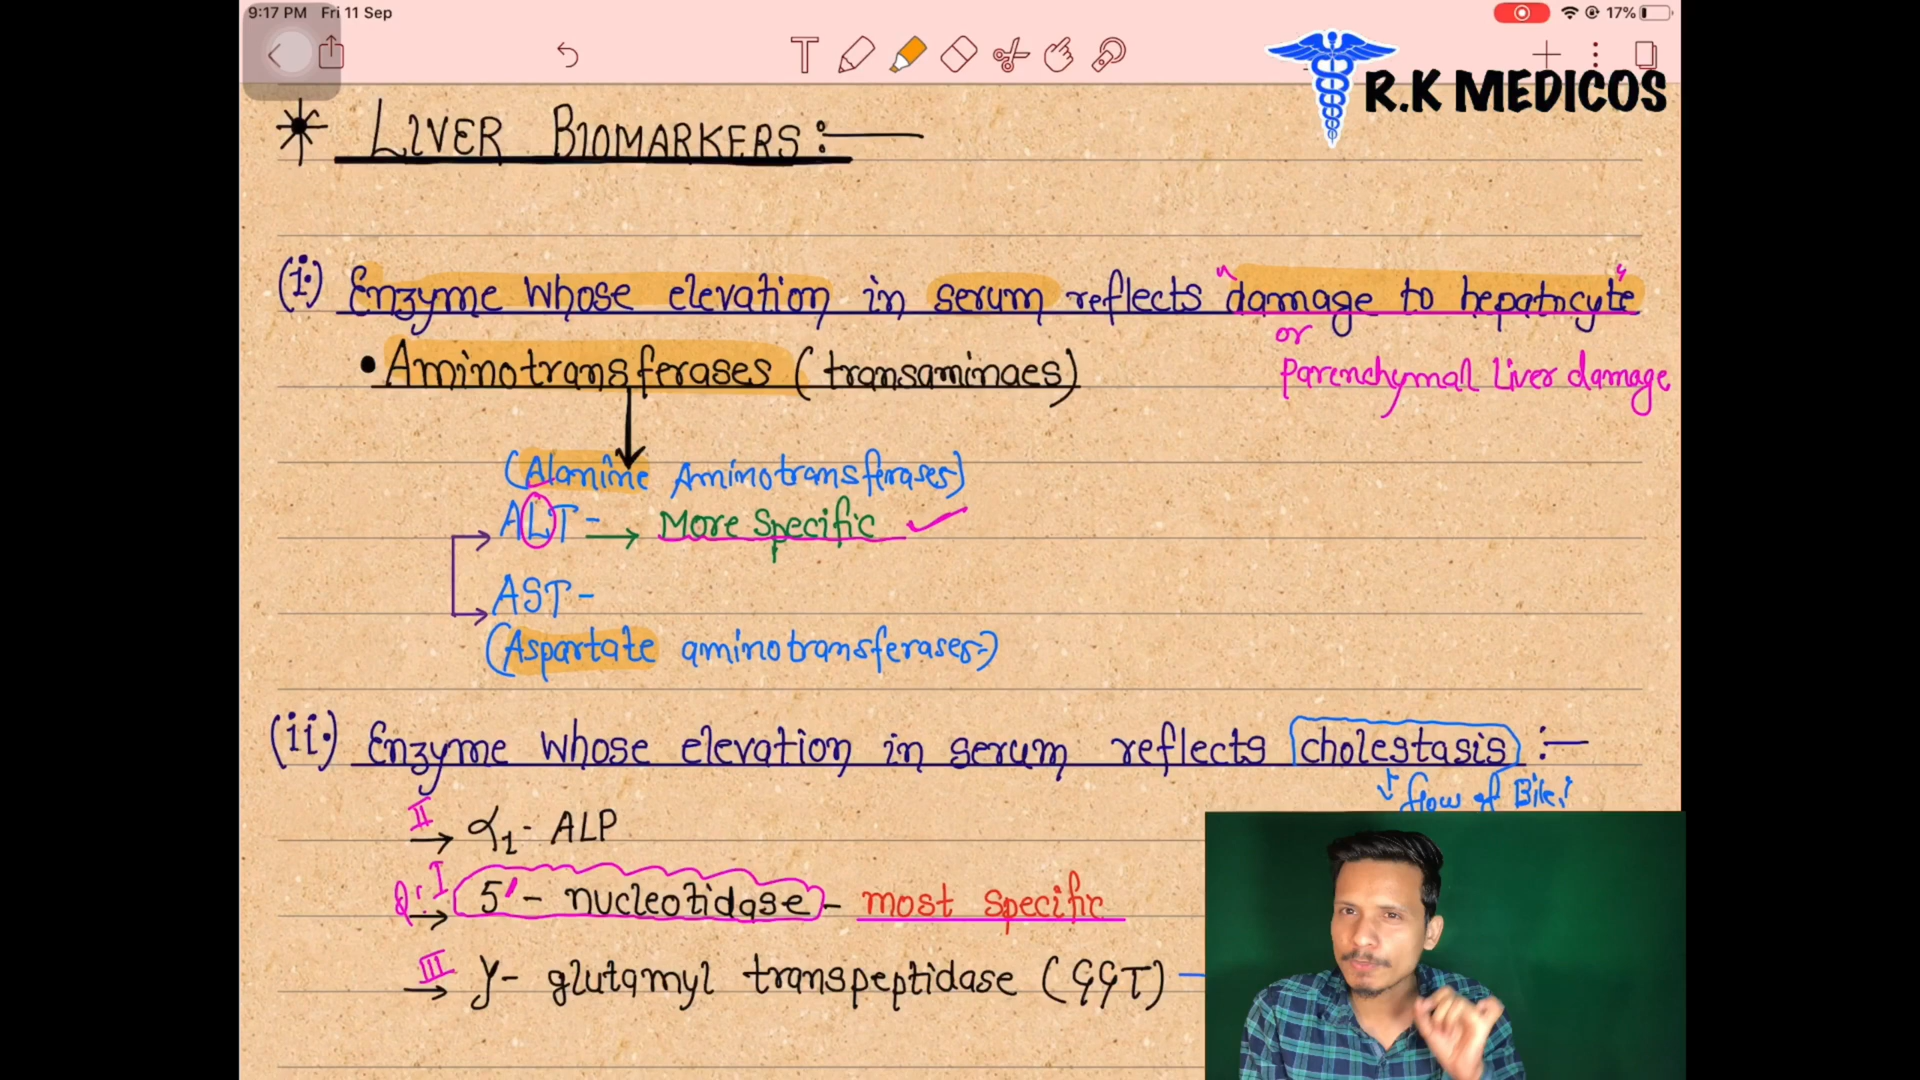 9:17 PM Fri 11 Sep
17%
R.K MEDICOS
LIVER BIOMARKERS:—
(i.) Enzyme whose elevation in serum reflects "damage to hepatocyte"
or
Parenchymal Liver damage
• Aminotransferases (transaminaes)
(Alanine Aminotransferases)
ALT- → More Specific ✓
AST-
(Aspartate aminotransferases:)
(ii.) Enzyme whose elevation in serum reflects cholestasis :—
↓ flow of Bile
II → α1- ALP
I → 5'- nucleotidase - most specific
III → γ- glutamyl transpeptidase (GGT) —